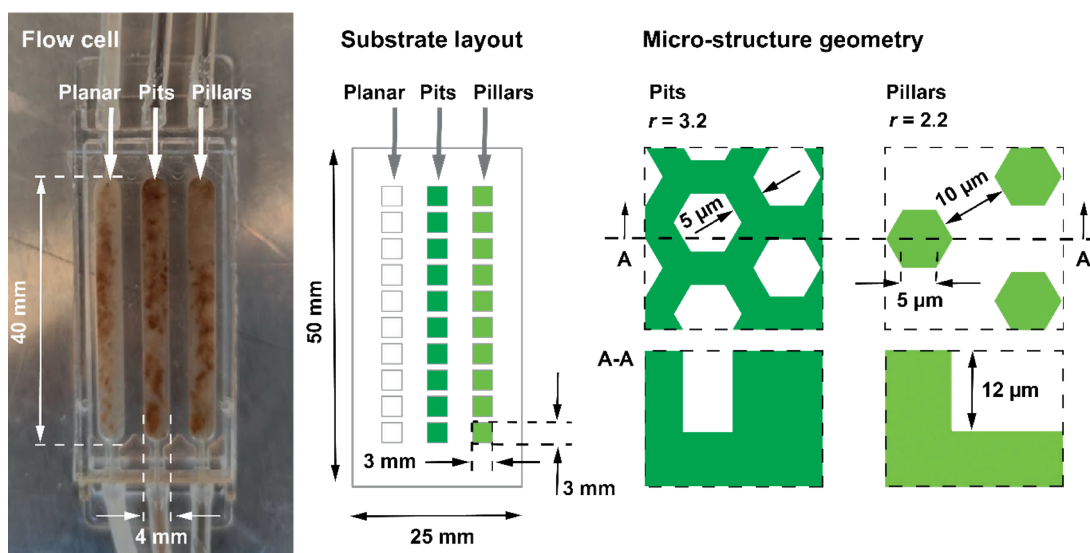 Flow cell
Planar Pits Pillars
40 mm
4 mm
Substrate layout
Planar Pits Pillars
50 mm
3 mm
3 mm
25 mm
Micro-structure geometry
Pits
r = 3.2
5 µm
Pillars
r = 2.2
10 µm
5 µm
A
A
A-A
12 µm